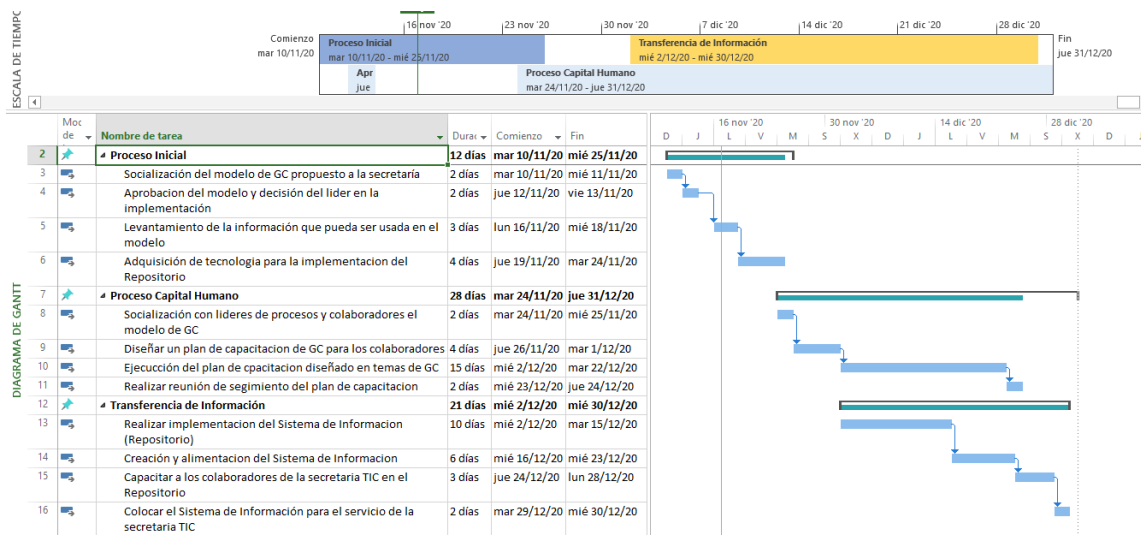 ESCALA DE TIEMPO
16 nov '20
23 nov '20
30 nov '20
7 dic '20
14 dic '20
21 dic '20
28 dic '20
Comienzo
mar 10/11/20
Proceso Inicial
mar 10/11/20 - mié 25/11/20
Transferencia de Información
mié 2/12/20 - mié 30/12/20
Fin
jue 31/12/20
Apr
jue
Proceso Capital Humano
mar 24/11/20 - jue 31/12/20
DIAGRAMA DE GANTT
Moc
de
Nombre de tarea
Durac
Comienzo
Fin
16 nov '20
30 nov '20
14 dic '20
28 dic '20
D J L V M S X D J L V M S X D
2 Proceso Inicial 12 días mar 10/11/20 mié 25/11/20
3 Socialización del modelo de GC propuesto a la secretaría 2 días mar 10/11/20 mié 11/11/20
4 Aprobacion del modelo y decisión del lider en la 2 días jue 12/11/20 vie 13/11/20
implementación
5 Levantamiento de la información que pueda ser usada en el 3 días lun 16/11/20 mié 18/11/20
modelo
6 Adquisición de tecnologia para la implementacion del 4 días jue 19/11/20 mar 24/11/20
Repositorio
7 Proceso Capital Humano 28 días mar 24/11/20 jue 31/12/20
8 Socialización con lideres de procesos y colaboradores el 2 días mar 24/11/20 mié 25/11/20
modelo de GC
9 Diseñar un plan de capacitacion de GC para los colaboradores 4 días jue 26/11/20 mar 1/12/20
10 Ejecucción del plan de cpacitacion diseñado en temas de GC 15 días mié 2/12/20 mar 22/12/20
11 Realizar reunión de segimiento del plan de capacitacion 2 días mié 23/12/20 jue 24/12/20
12 Transferencia de Información 21 días mié 2/12/20 mié 30/12/20
13 Realizar implementacion del Sistema de Informacion 10 días mié 2/12/20 mar 15/12/20
(Repositorio)
14 Creación y alimentacion del Sistema de Informacion 6 días mié 16/12/20 mié 23/12/20
15 Capacitar a los colaboradores de la secretaria TIC en el 3 días jue 24/12/20 lun 28/12/20
Repositorio
16 Colocar el Sistema de Información para el servicio de la 2 días mar 29/12/20 mié 30/12/20
secretaria TIC